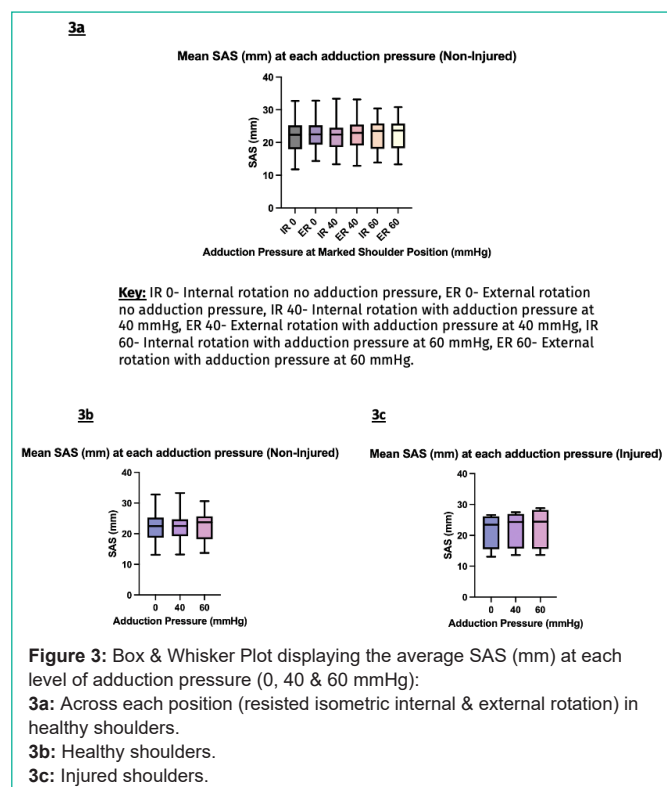 3a
Mean SAS (mm) at each adduction pressure (Non-Injured)
40
30
20
10
0
SAS (mm)
IR 0
ER 0
IR 40
ER 40
IR 60
ER 60
Adduction Pressure at Marked Shoulder Position (mmHg)
Key: IR 0- Internal rotation no adduction pressure, ER 0- External rotation
no adduction pressure, IR 40- Internal rotation with adduction pressure at
40 mmHg, ER 40- External rotation with adduction pressure at 40 mmHg, IR
60- Internal rotation with adduction pressure at 60 mmHg, ER 60- External
rotation with adduction pressure at 60 mmHg.
3b
Mean SAS (mm) at each adduction pressure (Non-Injured)
40
30
20
10
0
SAS (mm)
0 40 60
Adduction Pressure (mmHg)
3c
Mean SAS (mm) at each adduction pressure (Injured)
40
30
20
10
0
SAS (mm)
0 40 60
Adduction Pressure (mmHg)
Figure 3: Box & Whisker Plot displaying the average SAS (mm) at each
level of adduction pressure (0, 40 & 60 mmHg):
3a: Across each position (resisted isometric internal & external rotation) in
healthy shoulders.
3b: Healthy shoulders.
3c: Injured shoulders.